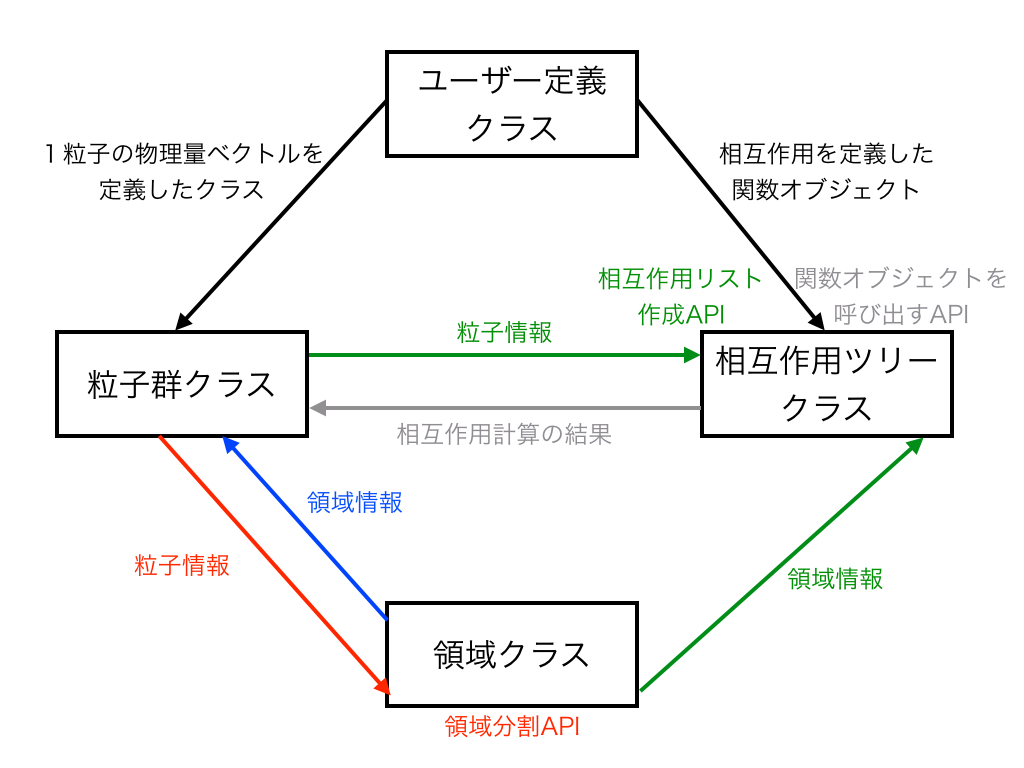 ユーザー定義
クラス
１粒子の物理量ベクトルを
定義したクラス
相互作用を定義した
関数オブジェクト
相互作用リスト
作成API
関数オブジェクトを
呼び出すAPI
粒子情報
粒子群クラス
相互作用ツリー
クラス
相互作用計算の結果
領域情報
粒子情報
領域情報
領域クラス
領域分割API